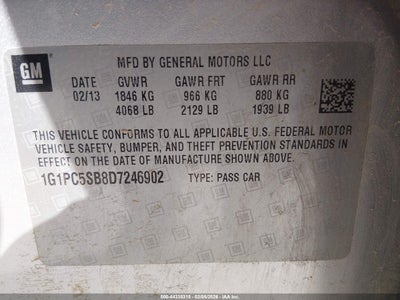 GM
MFD BY GENERAL MOTORS LLC
DATE GVWR GAWR FRT GAWR RR
02/13 1846 KG 966 KG 880 KG
4068 LB 2129 LB 1939 LB
THIS VEHICLE CONFORMS TO ALL APPLICABLE U.S. FEDERAL MOTOR
VEHICLE SAFETY, BUMPER, AND THEFT PREVENTION STANDARDS IN
EFFECT ON THE DATE OF MANUFACTURE SHOWN ABOVE.
1G1PC5SB8D7246902 TYPE: PASS CAR